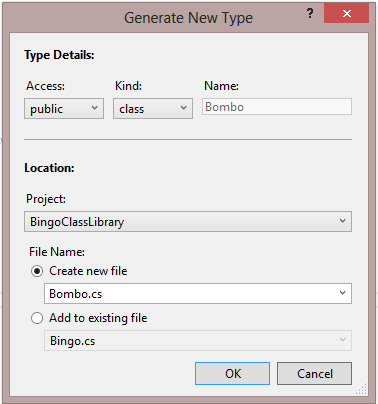 Generate New Type
?
Type Details:
Access: Kind: Name:
public class Bombo
Location:
Project:
BingoClassLibrary
File Name:
Create new file
Bombo.cs
Add to existing file
Bingo.cs
OK Cancel